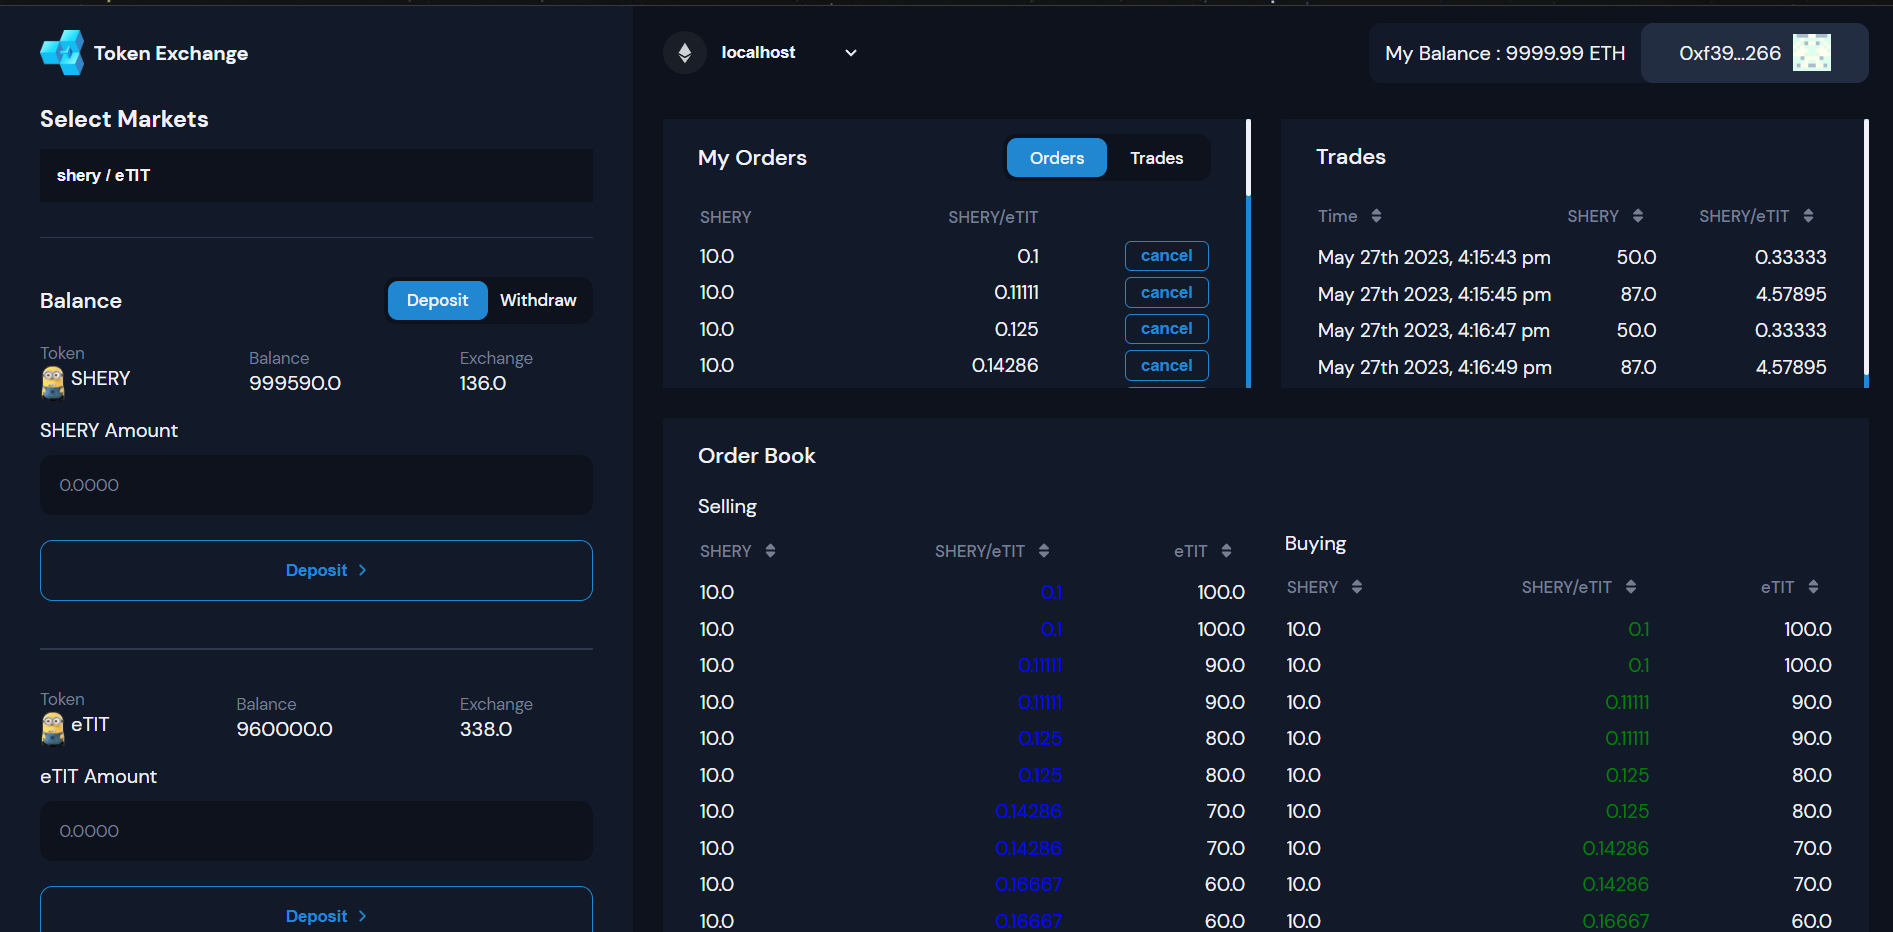 Token Exchange
Select Markets
shery / eTIT
Balance
Deposit Withdraw
Token Balance Exchange
SHERY 999590.0 136.0
SHERY Amount
0.0000
Deposit
Token Balance Exchange
eTIT 960000.0 338.0
eTIT Amount
0.0000
Deposit
localhost
My Balance : 9999.99 ETH 0xf39...266
My Orders Orders Trades
SHERY SHERY/eTIT
10.0 0.1 cancel
10.0 0.11111 cancel
10.0 0.125 cancel
10.0 0.14286 cancel
Trades
Time SHERY SHERY/eTIT
May 27th 2023, 4:15:43 pm 50.0 0.33333
May 27th 2023, 4:15:45 pm 87.0 4.57895
May 27th 2023, 4:16:47 pm 50.0 0.33333
May 27th 2023, 4:16:49 pm 87.0 4.57895
Order Book
Selling
SHERY SHERY/eTIT eTIT
10.0 0.1 100.0
10.0 0.1 100.0
10.0 0.11111 90.0
10.0 0.11111 90.0
10.0 0.125 80.0
10.0 0.125 80.0
10.0 0.14286 70.0
10.0 0.14286 70.0
10.0 0.16667 60.0
10.0 0.16667 60.0
Buying
SHERY SHERY/eTIT eTIT
10.0 0.1 100.0
10.0 0.1 100.0
10.0 0.11111 90.0
10.0 0.11111 90.0
10.0 0.125 80.0
10.0 0.125 80.0
10.0 0.14286 70.0
10.0 0.14286 70.0
10.0 0.16667 60.0